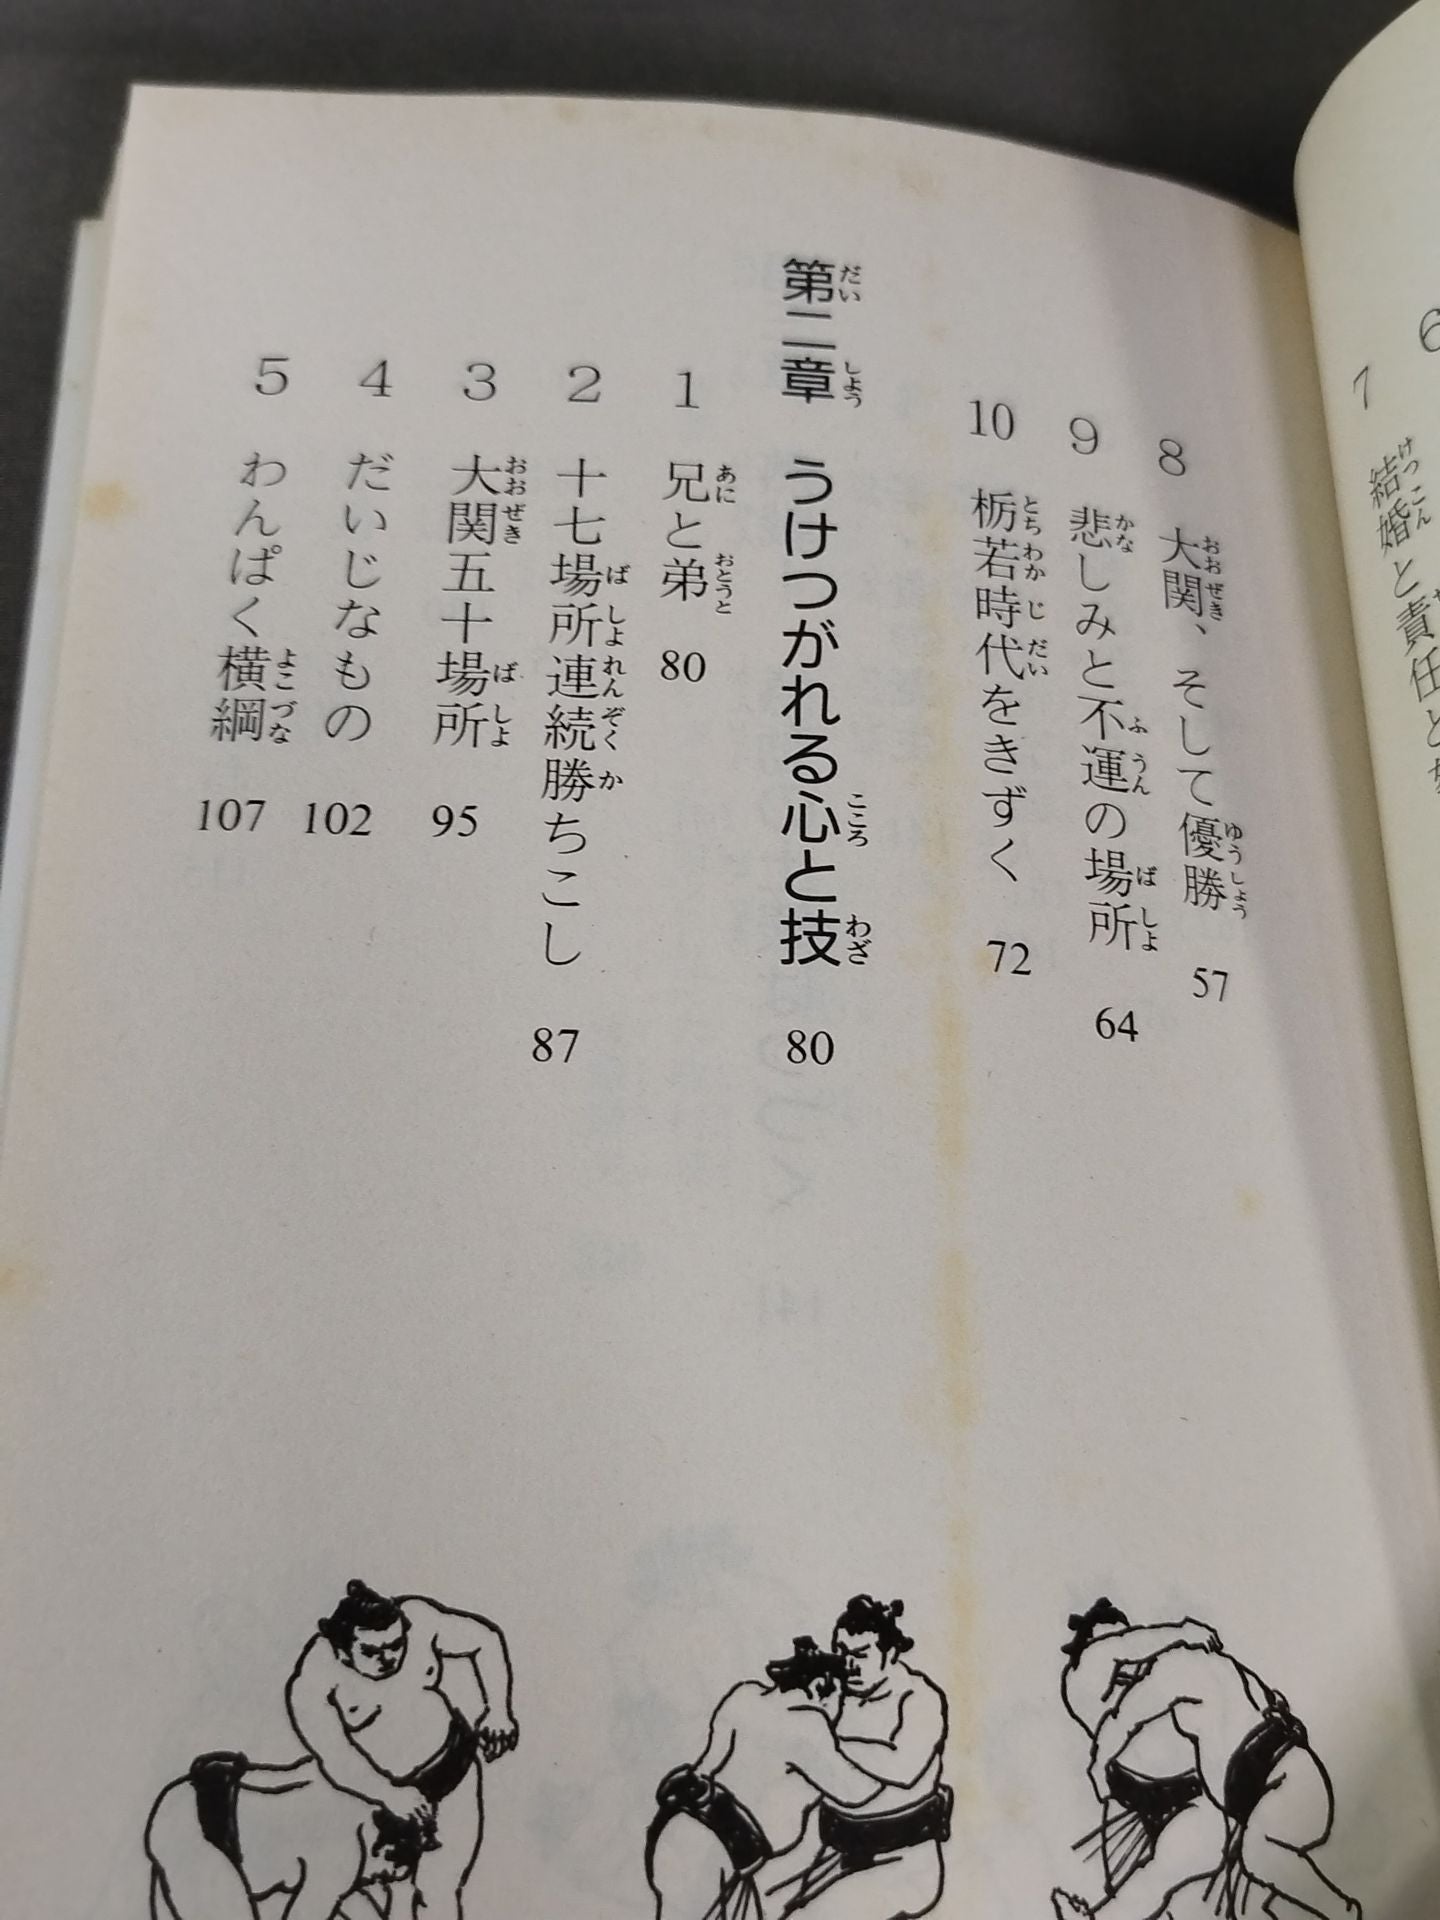 6
7 結婚と責任と
8 大関、そして優勝 57
9 悲しみと不運の場所 64
10 栃若時代をきずく 72
第二章 うけつがれる心と技 80
1 兄と弟 80
2 十七場所連続勝ちこし 87
3 大関五十場所 95
4 だいじなもの 102
5 わんぱく横綱 107